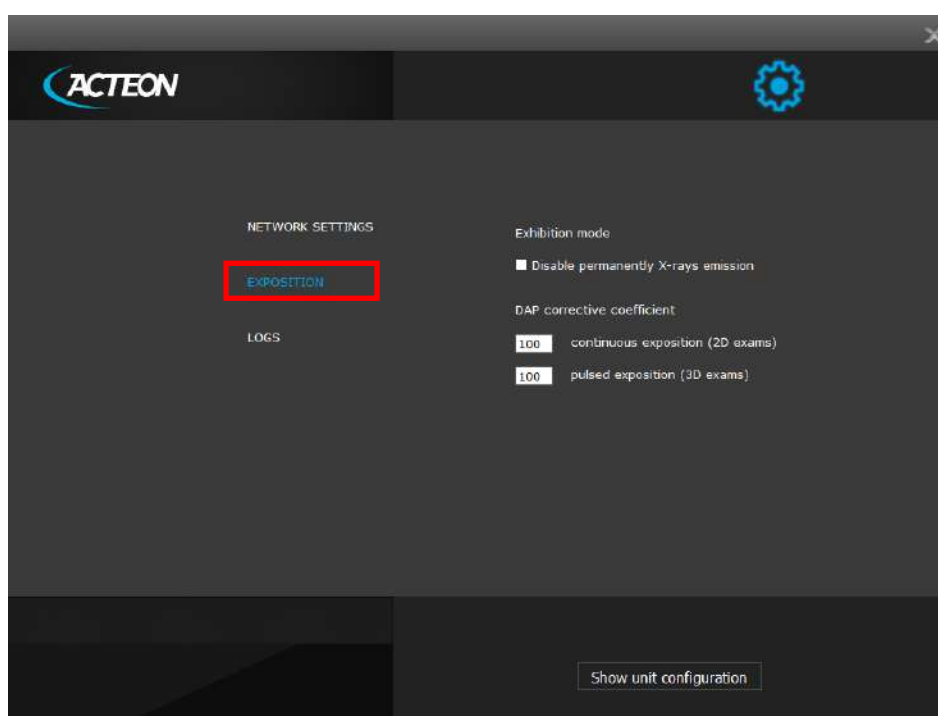 ACTEON
NETWORK SETTINGS
EXPOSITION
LOGS
Exhibition mode
Disable permanently X-rays emission
DAP corrective coefficient
100 continuous exposition (2D exams)
100 pulsed exposition (3D exams)
Show unit configuration